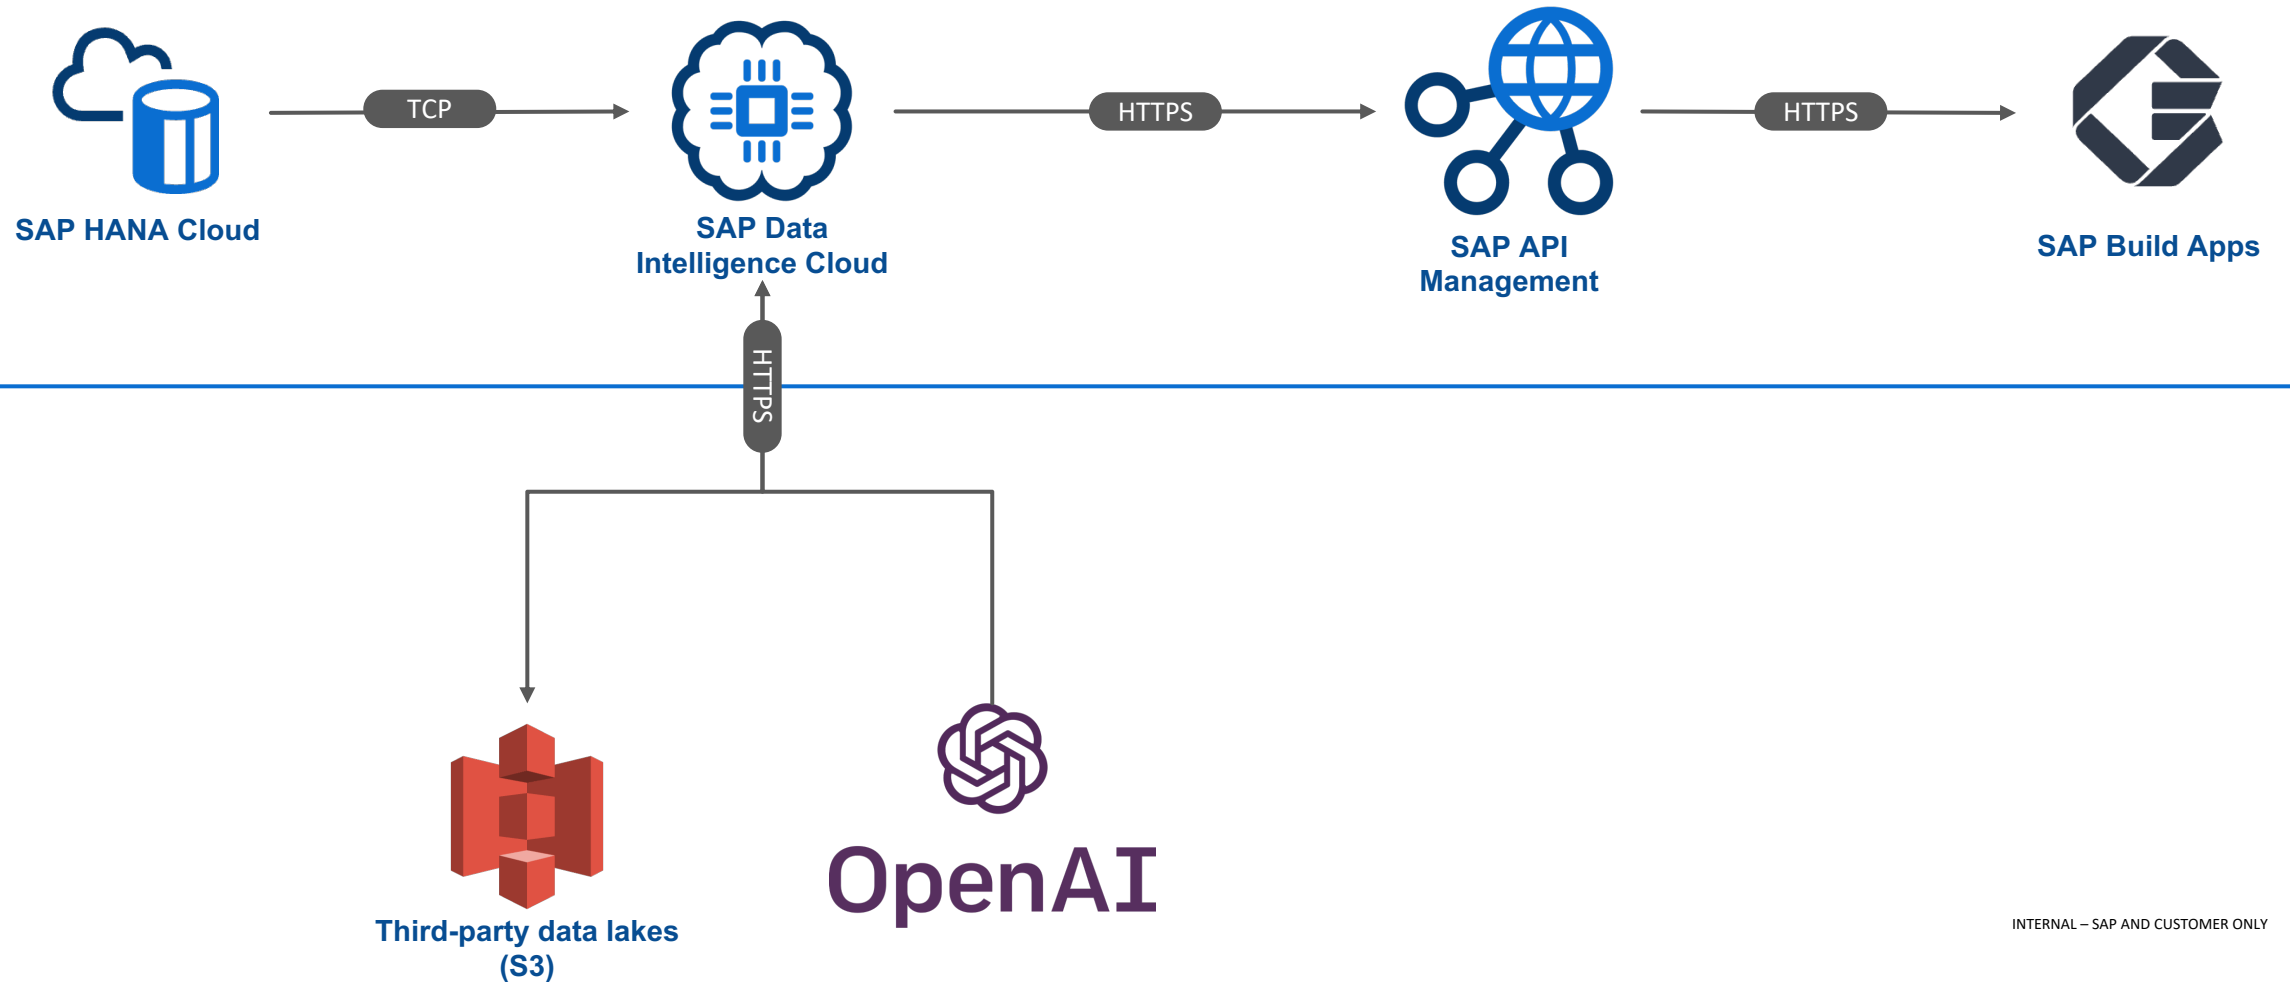 TCP
HTTPS
HTTPS
SAP HANA Cloud
SAP Data
Intelligence Cloud
SAP API
Management
SAP Build Apps
HTTPS
OpenAI
Third-party data lakes
(S3)
INTERNAL – SAP AND CUSTOMER ONLY